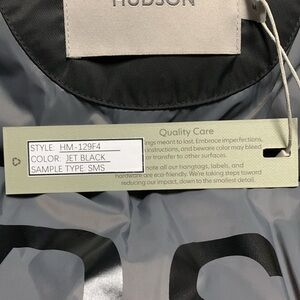 HUDSON
Quality Care
ings meant to last. Embrace imperfections,
instructions, and beware color may bleed
or transfer to other surfaces.
note all our hangtags, labels, and
hardware are eco-friendly. We're taking steps toward
reducing our impact, down to the smallest detail.
STYLE: HM-129F4
COLOR: JET BLACK
SAMPLE TYPE: SMS